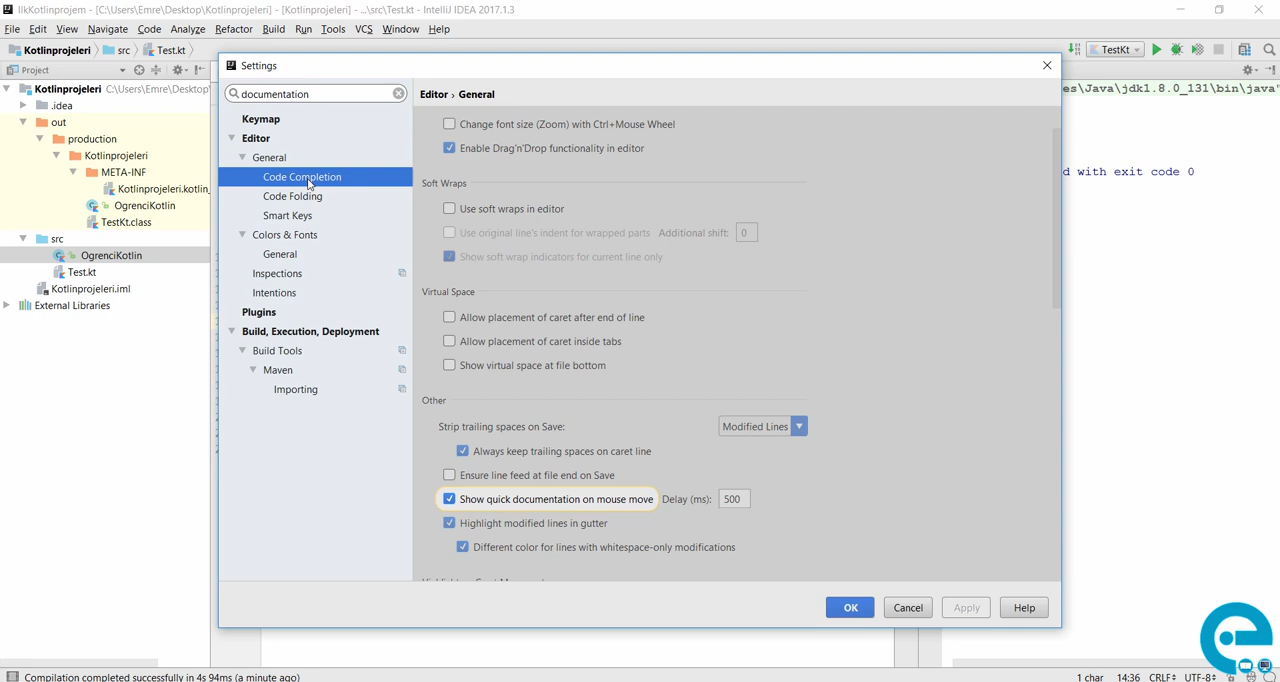 IlkKotlinprojem - [C:\Users\Emre\Desktop\Kotlinprojeleri] - [Kotlinprojeleri] - ...\src\Test.kt - IntelliJ IDEA 2017.1.3
File Edit View Navigate Code Analyze Refactor Build Run Tools VCS Window Help
Kotlinprojeleri src Test.kt TestKt
Project
Kotlinprojeleri C:\Users\Emre\Desktop\
.idea
out
production
Kotlinprojeleri
META-INF
Kotlinprojeleri.kotlin_
OgrenciKotlin
TestKt.class
src
OgrenciKotlin
Test.kt
Kotlinprojeleri.iml
External Libraries
Settings
documentation
Keymap
Editor
General
Code Completion
Code Folding
Smart Keys
Colors & Fonts
General
Inspections
Intentions
Plugins
Build, Execution, Deployment
Build Tools
Maven
Importing
Editor › General
Change font size (Zoom) with Ctrl+Mouse Wheel
Enable Drag'n'Drop functionality in editor
Soft Wraps
Use soft wraps in editor
Use original line's indent for wrapped parts Additional shift: 0
Show soft wrap indicators for current line only
Virtual Space
Allow placement of caret after end of line
Allow placement of caret inside tabs
Show virtual space at file bottom
Other
Strip trailing spaces on Save: Modified Lines
Always keep trailing spaces on caret line
Ensure line feed at file end on Save
Show quick documentation on mouse move Delay (ms): 500
Highlight modified lines in gutter
Different color for lines with whitespace-only modifications
OK Cancel Apply Help
es\Java\jdk1.8.0_131\bin\java"
d with exit code 0
Compilation completed successfully in 4s 94ms (a minute ago)
1 char 14:36 CRLF UTF-8